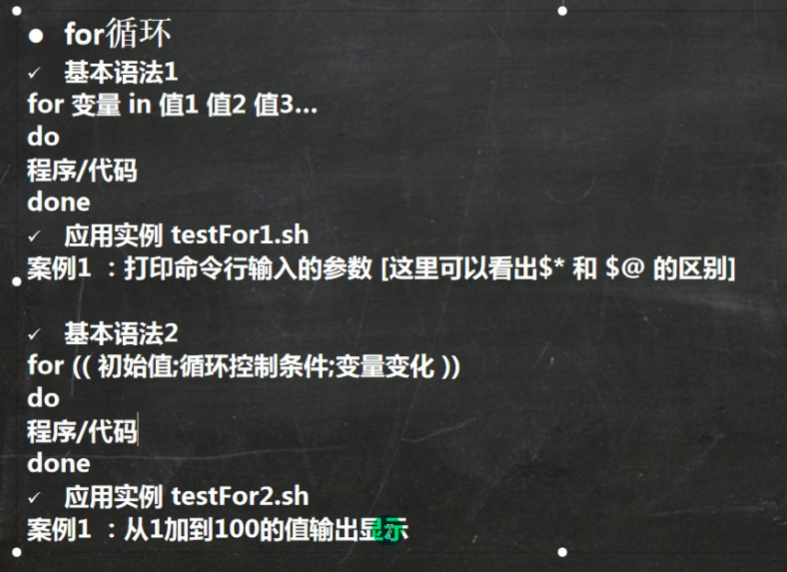 ● for循环
✓ 基本语法1
for 变量 in 值1 值2 值3...
do
程序/代码
done
✓ 应用实例 testFor1.sh
案例1 ：打印命令行输入的参数 [这里可以看出$* 和 $@ 的区别]
✓ 基本语法2
for (( 初始值;循环控制条件;变量变化 ))
do
程序/代码
done
✓ 应用实例 testFor2.sh
案例1 ：从1加到100的值输出显示